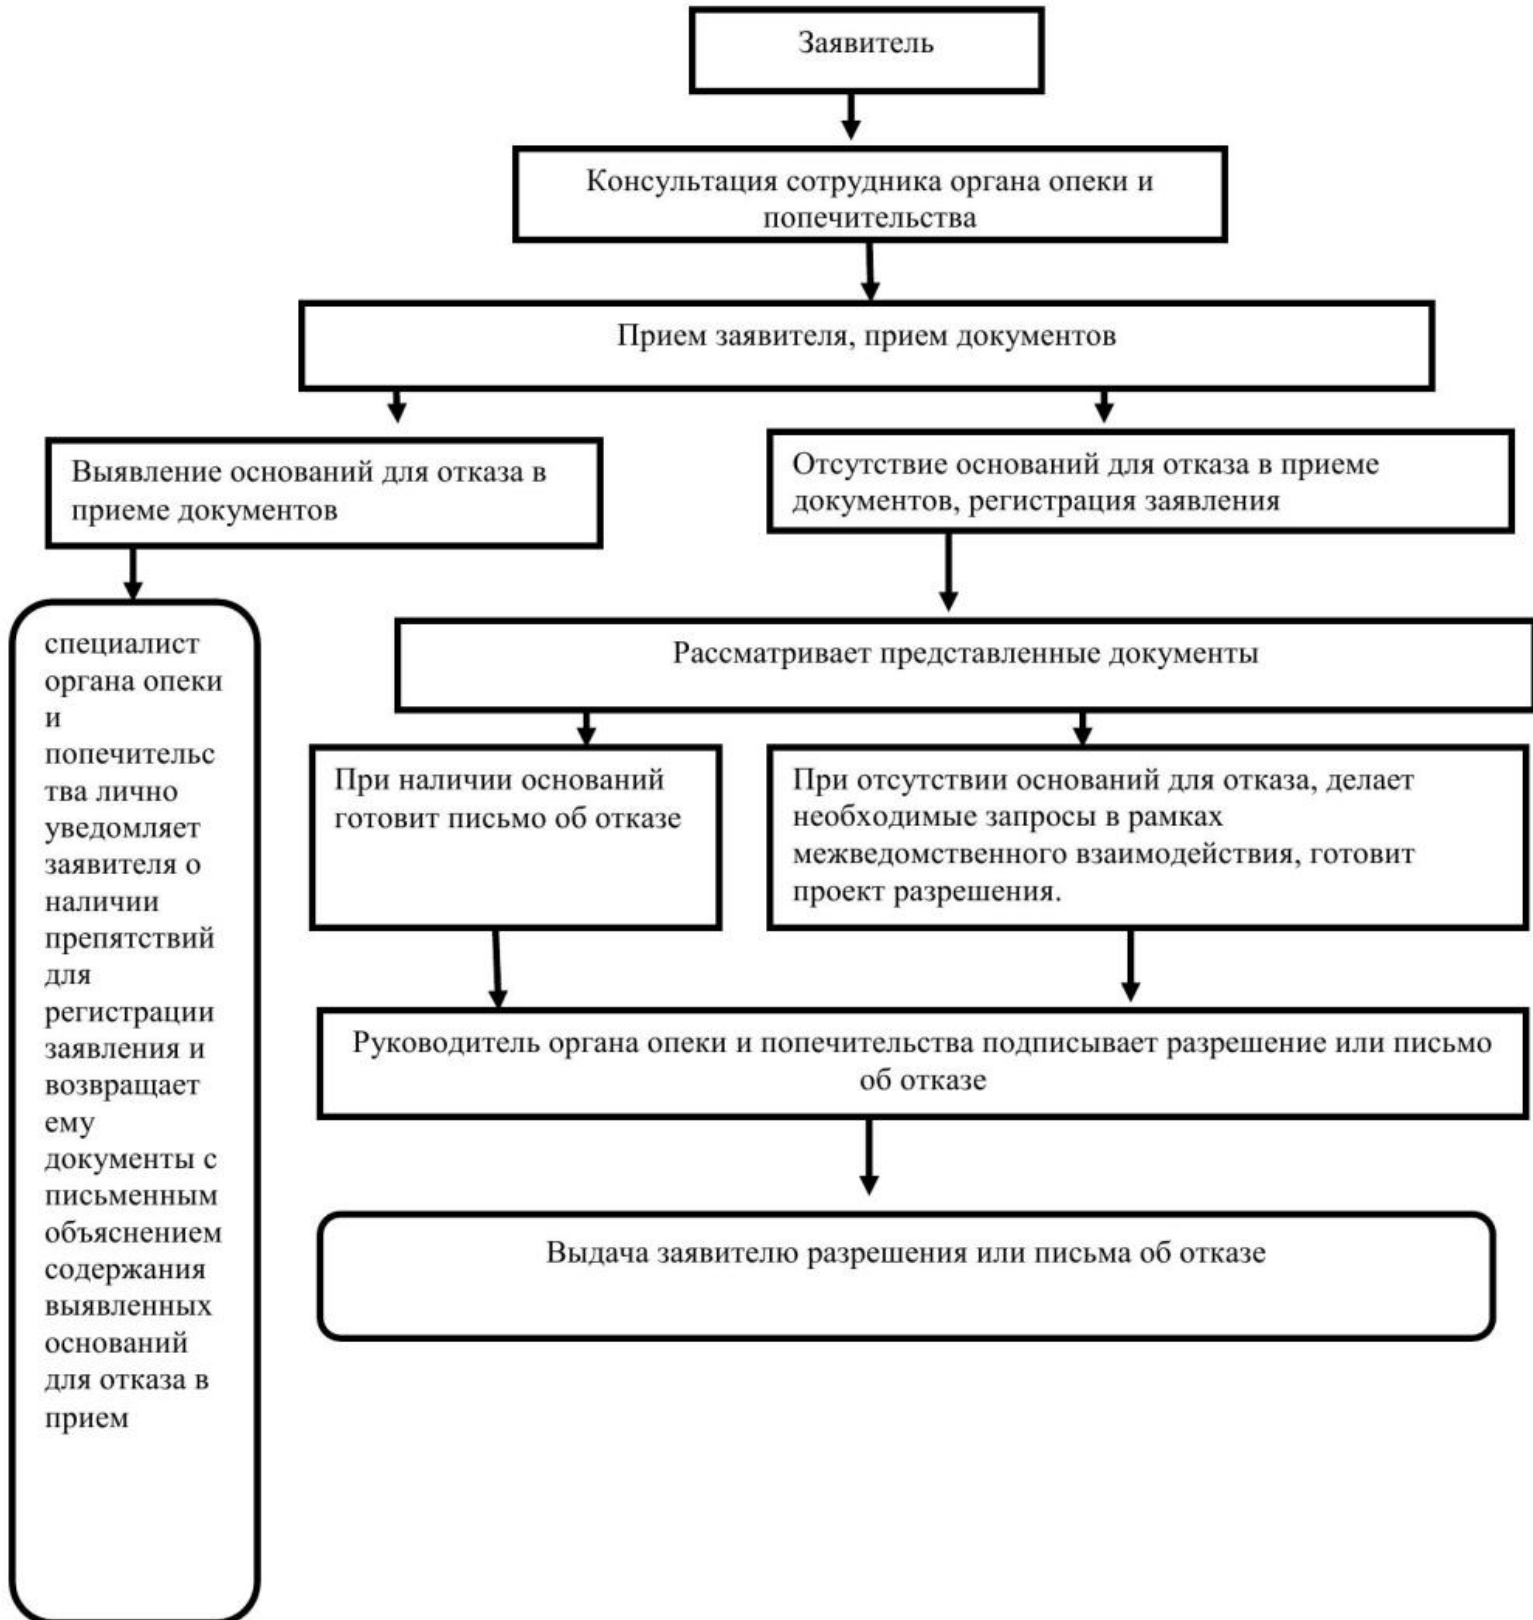 Заявитель
Консультация сотрудника органа опеки и
попечительства
Прием заявителя, прием документов
Выявление оснований для отказа в
приеме документов
Отсутствие оснований для отказа в приеме
документов, регистрация заявления
специалист
органа опеки
и
попечительс
тва лично
уведомляет
заявителя о
наличии
препятствий
для
регистрации
заявления и
возвращает
ему
документы с
письменным
объяснением
содержания
выявленных
оснований
для отказа в
прием
Рассматривает представленные документы
При наличии оснований
готовит письмо об отказе
При отсутствии оснований для отказа, делает
необходимые запросы в рамках
межведомственного взаимодействия, готовит
проект разрешения.
Руководитель органа опеки и попечительства подписывает разрешение или письмо
об отказе
Выдача заявителю разрешения или письма об отказе